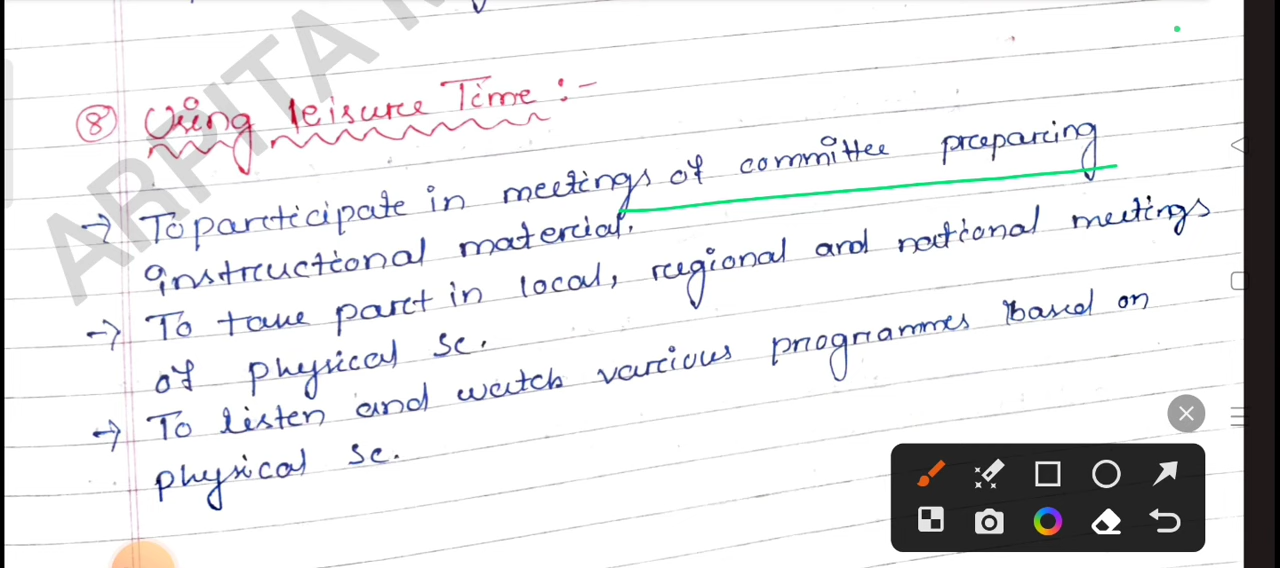 ⑧ Using leisure Time :-
→ To participate in meetings of committee preparing
instructional material.
→ To take part in local, regional and national meetings
of physical sc.
→ To listen and watch various programmes based on
physical sc.
ARPITA